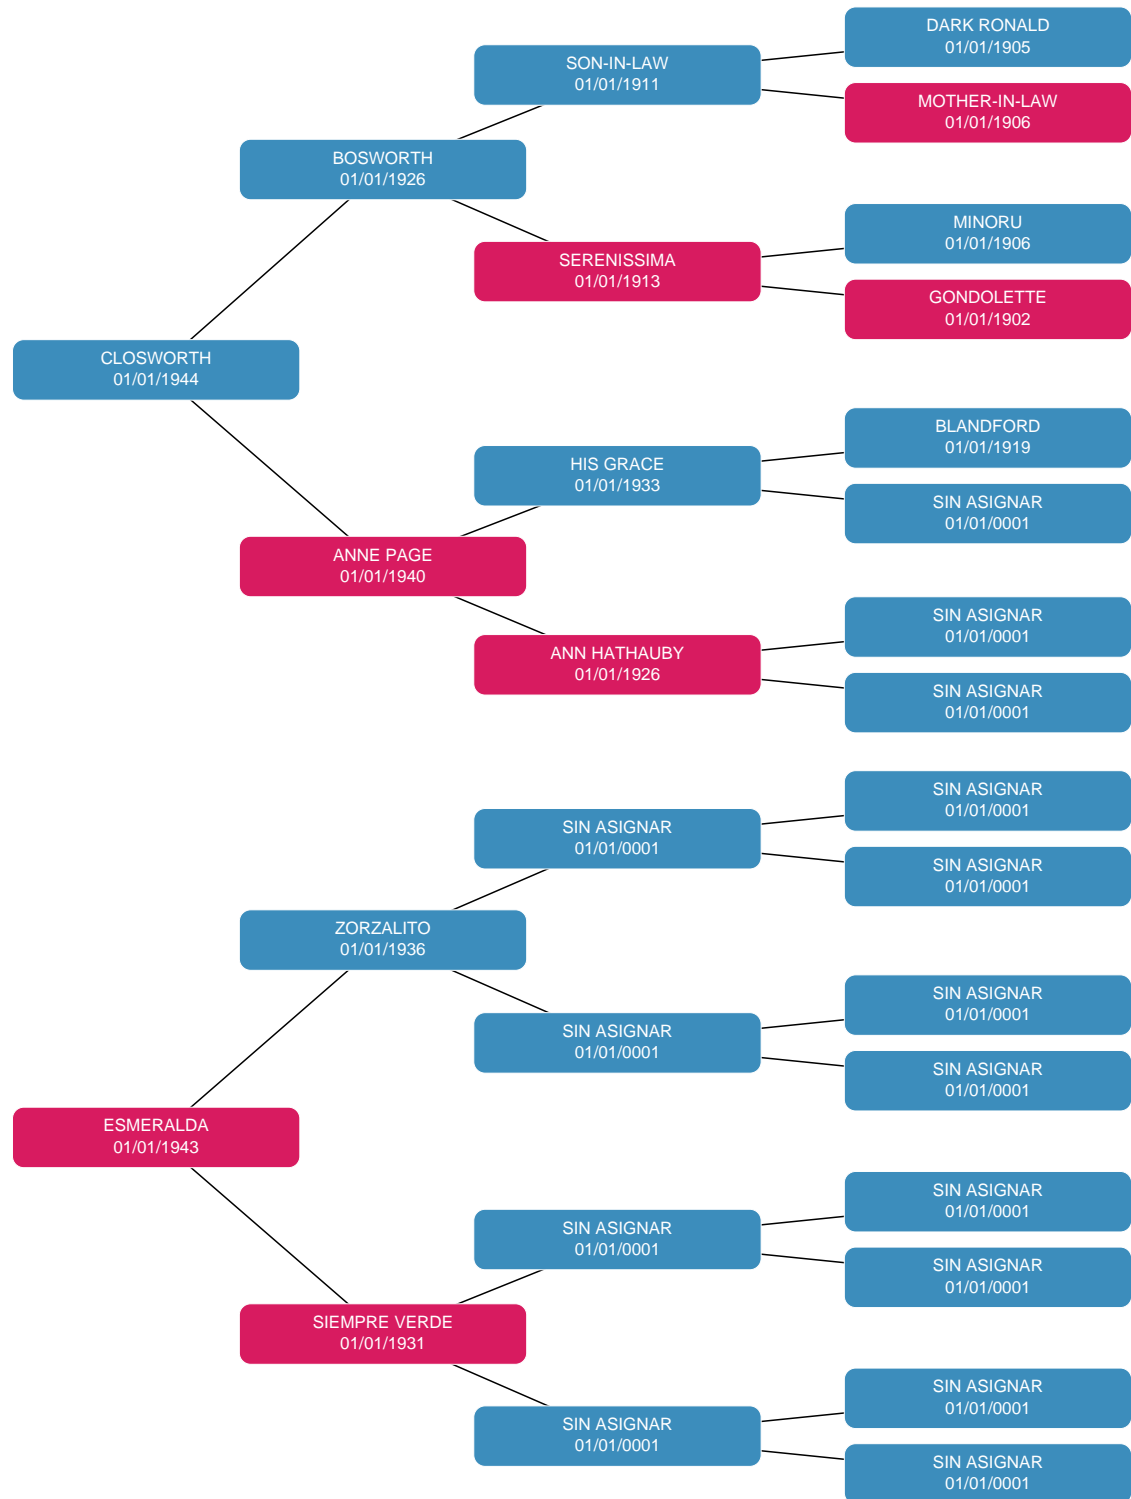 DARK RONALD
01/01/1905
SON-IN-LAW
01/01/1911
MOTHER-IN-LAW
01/01/1906
BOSWORTH
01/01/1926
MINORU
01/01/1906
SERENISSIMA
01/01/1913
GONDOLETTE
01/01/1902
CLOSWORTH
01/01/1944
BLANDFORD
01/01/1919
HIS GRACE
01/01/1933
SIN ASIGNAR
01/01/0001
ANNE PAGE
01/01/1940
SIN ASIGNAR
01/01/0001
ANN HATHAUBY
01/01/1926
SIN ASIGNAR
01/01/0001
SIN ASIGNAR
01/01/0001
SIN ASIGNAR
01/01/0001
SIN ASIGNAR
01/01/0001
ZORZALITO
01/01/1936
SIN ASIGNAR
01/01/0001
SIN ASIGNAR
01/01/0001
SIN ASIGNAR
01/01/0001
ESMERALDA
01/01/1943
SIN ASIGNAR
01/01/0001
SIN ASIGNAR
01/01/0001
SIN ASIGNAR
01/01/0001
SIEMPRE VERDE
01/01/1931
SIN ASIGNAR
01/01/0001
SIN ASIGNAR
01/01/0001
SIN ASIGNAR
01/01/0001